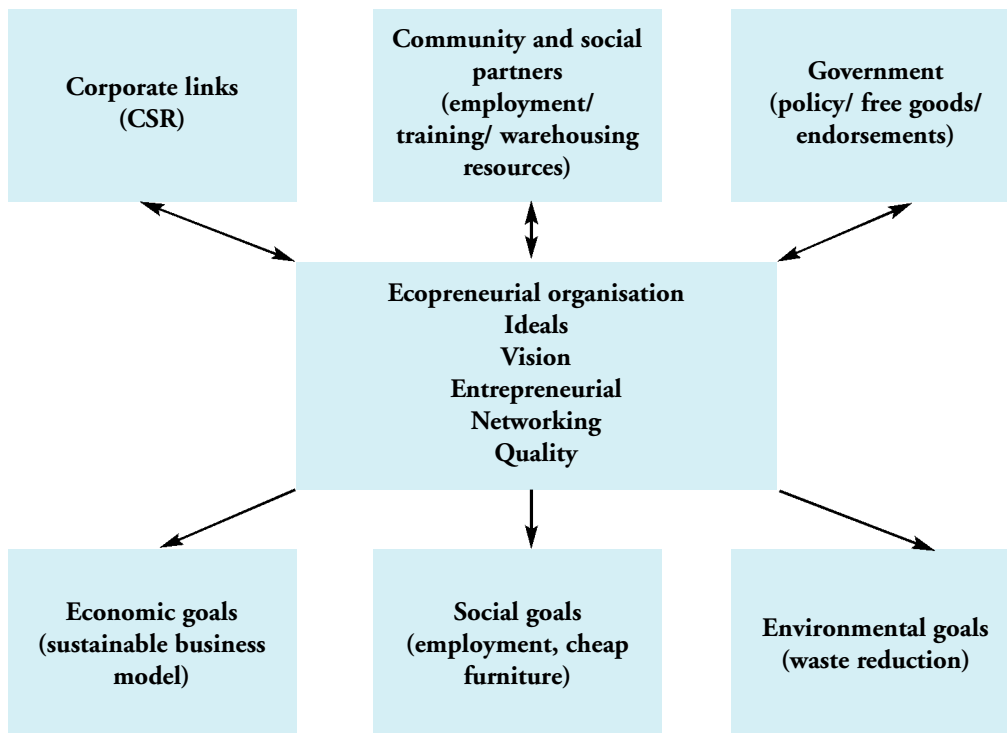 Corporate links
(CSR)
Community and social
partners
(employment/
training/ warehousing
resources)
Government
(policy/ free goods/
endorsements)
Ecopreneurial organisation
Ideals
Vision
Entrepreneurial
Networking
Quality
Economic goals
(sustainable business
model)
Social goals
(employment, cheap
furniture)
Environmental goals
(waste reduction)